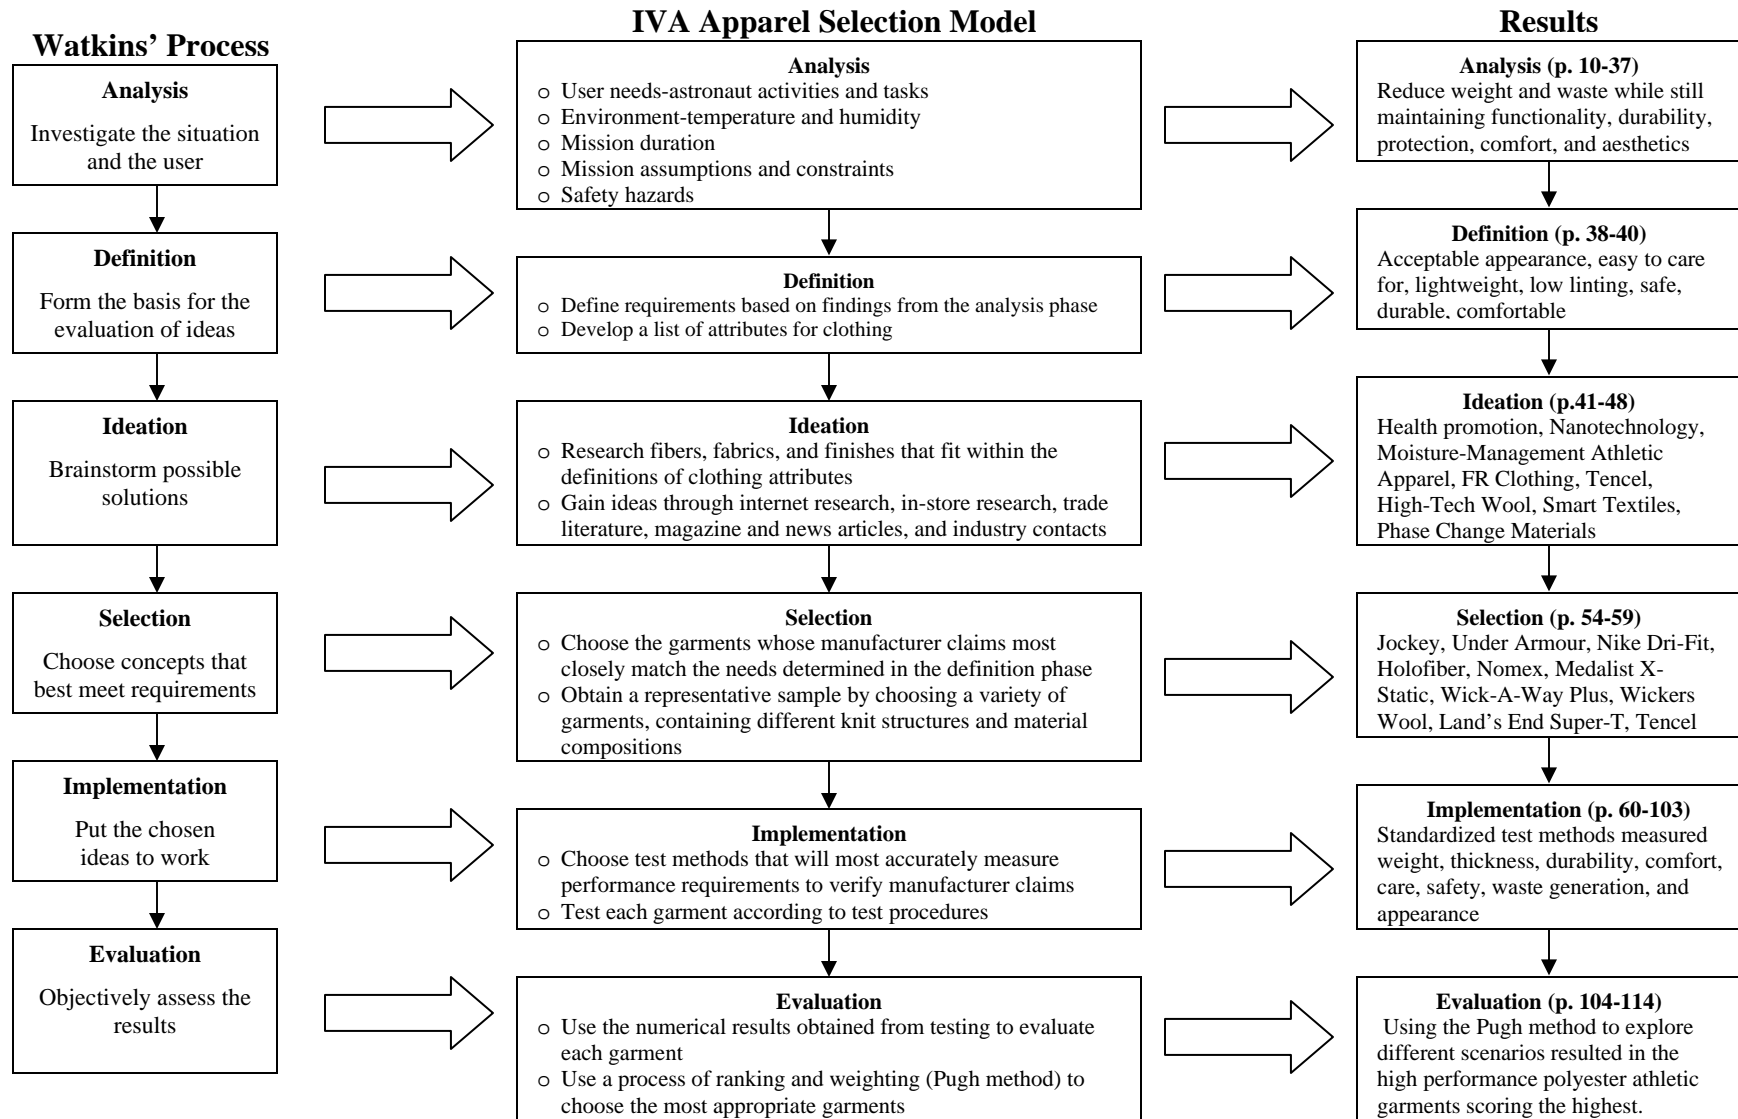 Watkins’ Process
Analysis
Investigate the situation
and the user
Definition
Form the basis for the
evaluation of ideas
Ideation
Brainstorm possible
solutions
Selection
Choose concepts that
best meet requirements
Implementation
Put the chosen
ideas to work
Evaluation
Objectively assess the
results
IVA Apparel Selection Model
Analysis
o User needs-astronaut activities and tasks
o Environment-temperature and humidity
o Mission duration
o Mission assumptions and constraints
o Safety hazards
Definition
o Define requirements based on findings from the analysis phase
o Develop a list of attributes for clothing
Ideation
o Research fibers, fabrics, and finishes that fit within the
definitions of clothing attributes
o Gain ideas through internet research, in-store research, trade
literature, magazine and news articles, and industry contacts
Selection
o Choose the garments whose manufacturer claims most
closely match the needs determined in the definition phase
o Obtain a representative sample by choosing a variety of
garments, containing different knit structures and material
compositions
Implementation
o Choose test methods that will most accurately measure
performance requirements to verify manufacturer claims
o Test each garment according to test procedures
Evaluation
o Use the numerical results obtained from testing to evaluate
each garment
o Use a process of ranking and weighting (Pugh method) to
choose the most appropriate garments
Results
Analysis (p. 10-37)
Reduce weight and waste while still
maintaining functionality, durability,
protection, comfort, and aesthetics
Definition (p. 38-40)
Acceptable appearance, easy to care
for, lightweight, low linting, safe,
durable, comfortable
Ideation (p.41-48)
Health promotion, Nanotechnology,
Moisture-Management Athletic
Apparel, FR Clothing, Tencel,
High-Tech Wool, Smart Textiles,
Phase Change Materials
Selection (p. 54-59)
Jockey, Under Armour, Nike Dri-Fit,
Holofiber, Nomex, Medalist X-
Static, Wick-A-Way Plus, Wickers
Wool, Land’s End Super-T, Tencel
Implementation (p. 60-103)
Standardized test methods measured
weight, thickness, durability, comfort,
care, safety, waste generation, and
appearance
Evaluation (p. 104-114)
Using the Pugh method to explore
different scenarios resulted in the
high performance polyester athletic
garments scoring the highest.